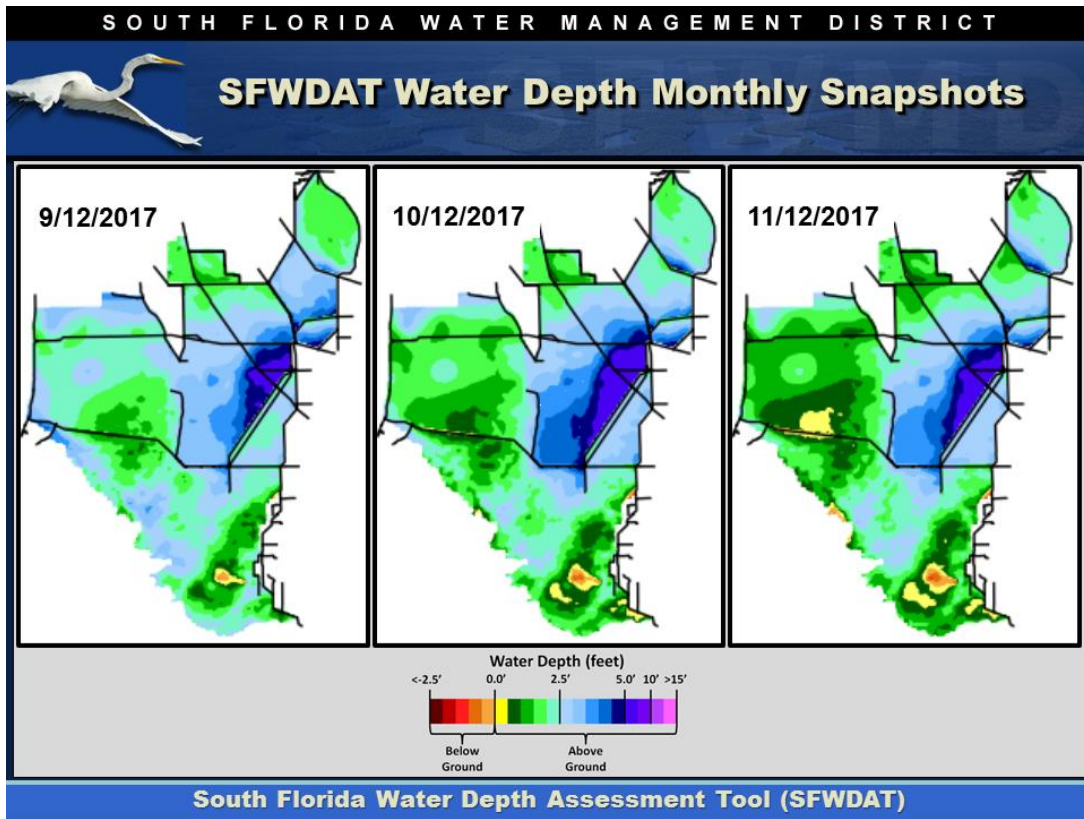 SOUTH FLORIDA WATER MANAGEMENT DISTRICT
SFWDAT Water Depth Monthly Snapshots
SFWMD
9/12/2017
10/12/2017
11/12/2017
Water Depth (feet)
<-2.5' 0.0' 2.5' 5.0' 10' >15'
Below Ground
Above Ground
South Florida Water Depth Assessment Tool (SFWDAT)